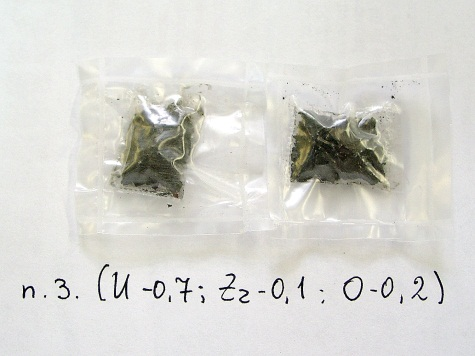 п.3. (U-0,7; Zr-0,1; O-0,2)